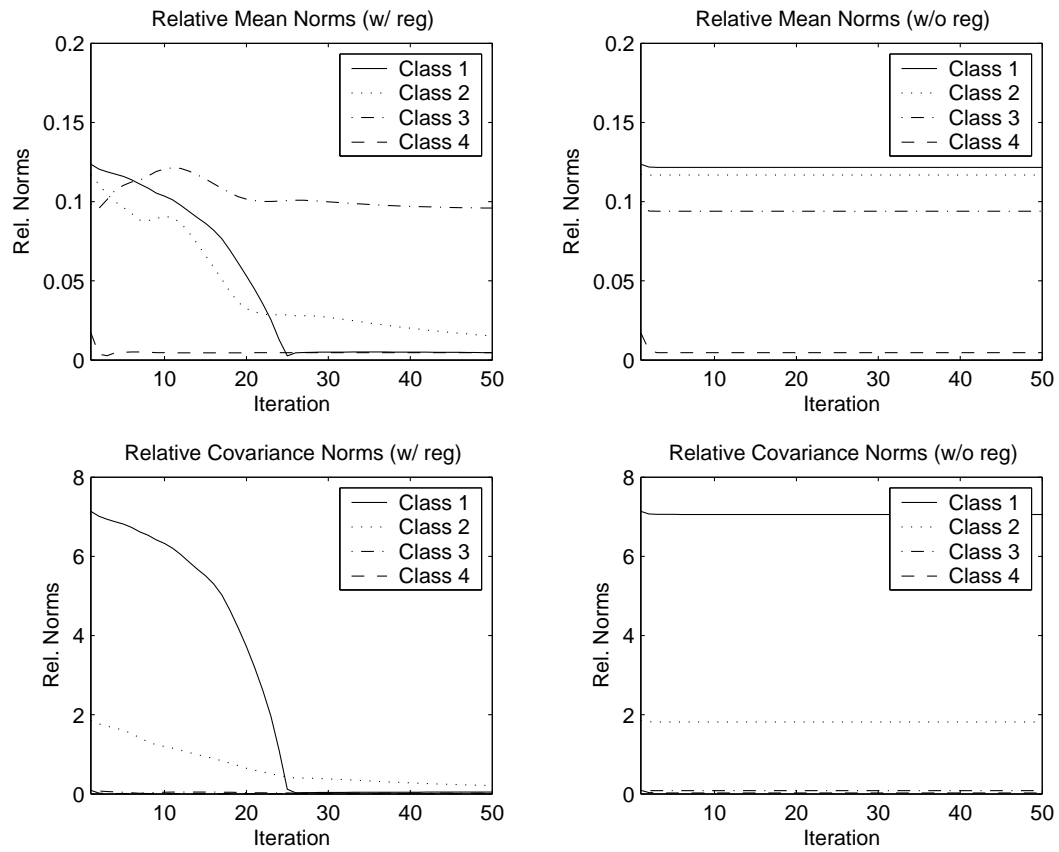 Relative Mean Norms (w/ reg)
0.2
0.15
0.1
0.05
0
Rel. Norms
10 20 30 40 50
Iteration
Class 1
Class 2
Class 3
Class 4
Relative Mean Norms (w/o reg)
0.2
0.15
0.1
0.05
0
Rel. Norms
10 20 30 40 50
Iteration
Class 1
Class 2
Class 3
Class 4
Relative Covariance Norms (w/ reg)
8
6
4
2
0
Rel. Norms
10 20 30 40 50
Iteration
Class 1
Class 2
Class 3
Class 4
Relative Covariance Norms (w/o reg)
8
6
4
2
0
Rel. Norms
10 20 30 40 50
Iteration
Class 1
Class 2
Class 3
Class 4